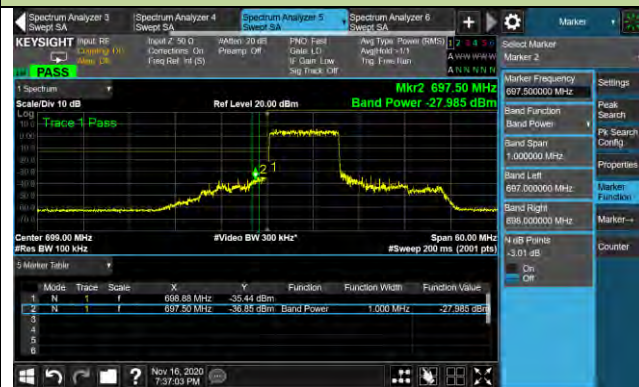 Spectrum Analyzer 3
Swept SA
Spectrum Analyzer 4
Swept SA
Spectrum Analyzer 5
Swept SA
Spectrum Analyzer 6
Swept SA
+
Marker
KEYSIGHT
Input: RF
Coupling: DC
Align: Off
Input Z: 50 Ω
Corrections: On
Freq Ref: Int (S)
#Atten: 20 dB
Preamp: Off
PNO: Fast
Gate: LO
IF Gain: Low
Sig Track: Off
Avg Type: Power (RMS)
Avg|Hold:>1/1
Trig: Free Run
PASS
Select Marker
Marker 2
1 Spectrum
Scale/Div 10 dB
Ref Level 20.00 dBm
Mkr2 697.50 MHz
Band Power -27.985 dBm
Log
Trace 1 Pass
2
1
Center 699.00 MHz
#Res BW 100 kHz
#Video BW 300 kHz*
Span 60.00 MHz
#Sweep 200 ms (2001 pts)
5 Marker Table
Mode Trace Scale X Y Function Function Width Function Value
1 N 1 f 698.88 MHz -35.44 dBm
2 N 1 f 697.50 MHz -36.85 dBm Band Power 1.000 MHz -27.985 dBm
3
4
5
6
Marker Frequency
697.500000 MHz
Band Function
Band Power
Band Span
1.000000 MHz
Band Left
697.000000 MHz
Band Right
698.000000 MHz
N dB Points
-3.01 dB
On
Off
Settings
Peak
Search
Pk Search
Config
Properties
Marker
Function
Marker→
Counter
?
Nov 16, 2020
7:37:03 PM